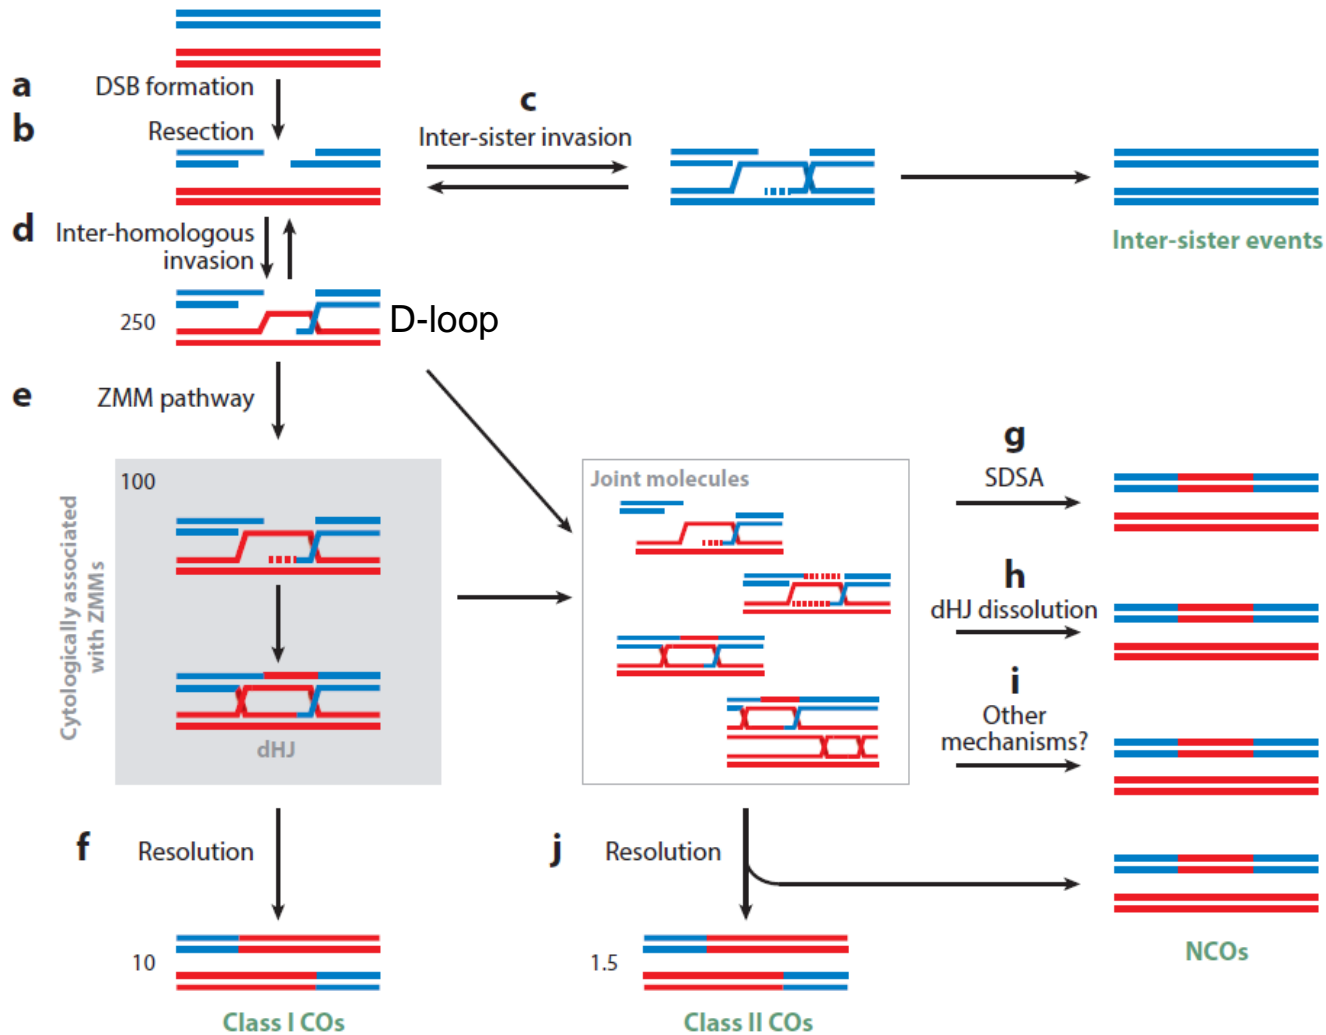 a
DSB formation
b
Resection
c
Inter-sister invasion
Inter-sister events
d
Inter-homologous
invasion
250
D-loop
e
ZMM pathway
Cytologically associated
with ZMMs
100
dHJ
Joint molecules
g
SDSA
h
dHJ dissolution
i
Other
mechanisms?
f
Resolution
j
Resolution
10
Class I COs
1.5
Class II COs
NCOs